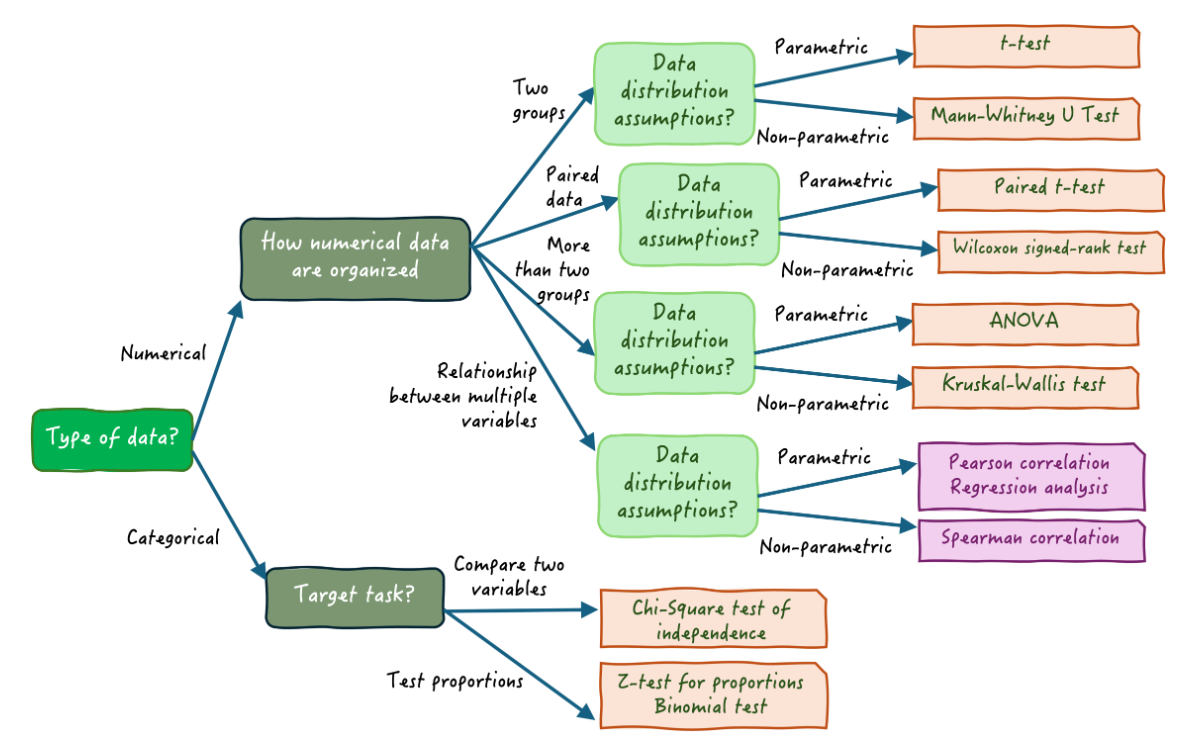 Type of data?
Numerical
Categorical
How numerical data
are organized
Two
groups
Data
distribution
assumptions?
Parametric
t-test
Non-parametric
Mann-Whitney U Test
Paired
data
Data
distribution
assumptions?
Parametric
Paired t-test
Non-parametric
Wilcoxon signed-rank test
More
than two
groups
Data
distribution
assumptions?
Parametric
ANOVA
Non-parametric
Kruskal-Wallis test
Relationship
between multiple
variables
Data
distribution
assumptions?
Parametric
Pearson correlation
Regression analysis
Non-parametric
Spearman correlation
Target task?
Compare two
variables
Chi-Square test of
independence
Test proportions
Z-test for proportions
Binomial test